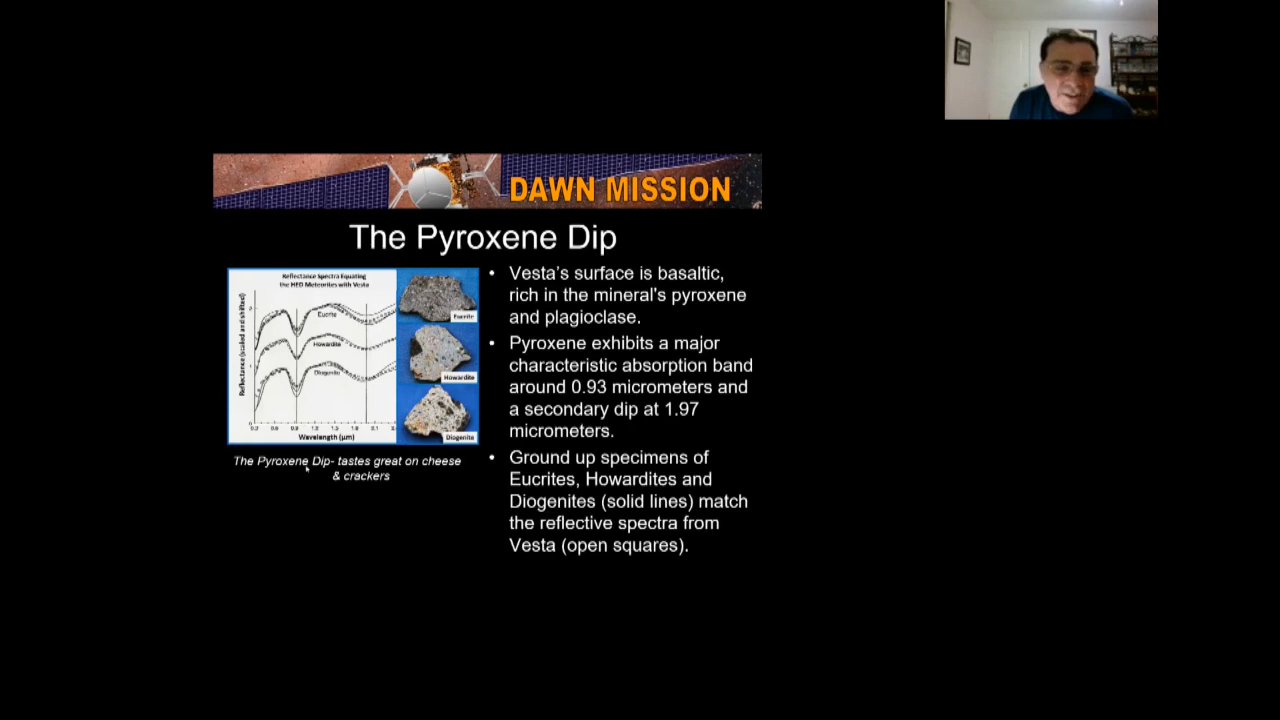 DAWN MISSION
The Pyroxene Dip
Reflectance Spectra Equating
the HED Meteorites with Vesta
Reflectance (scaled and shifted)
Eucrite
Howardite
Diogenite
Wavelength (µm)
Eucrite
Howardite
Diogenite
The Pyroxene Dip- tastes great on cheese
& crackers
• Vesta's surface is basaltic,
rich in the mineral's pyroxene
and plagioclase.
• Pyroxene exhibits a major
characteristic absorption band
around 0.93 micrometers and
a secondary dip at 1.97
micrometers.
• Ground up specimens of
Eucrites, Howardites and
Diogenites (solid lines) match
the reflective spectra from
Vesta (open squares).